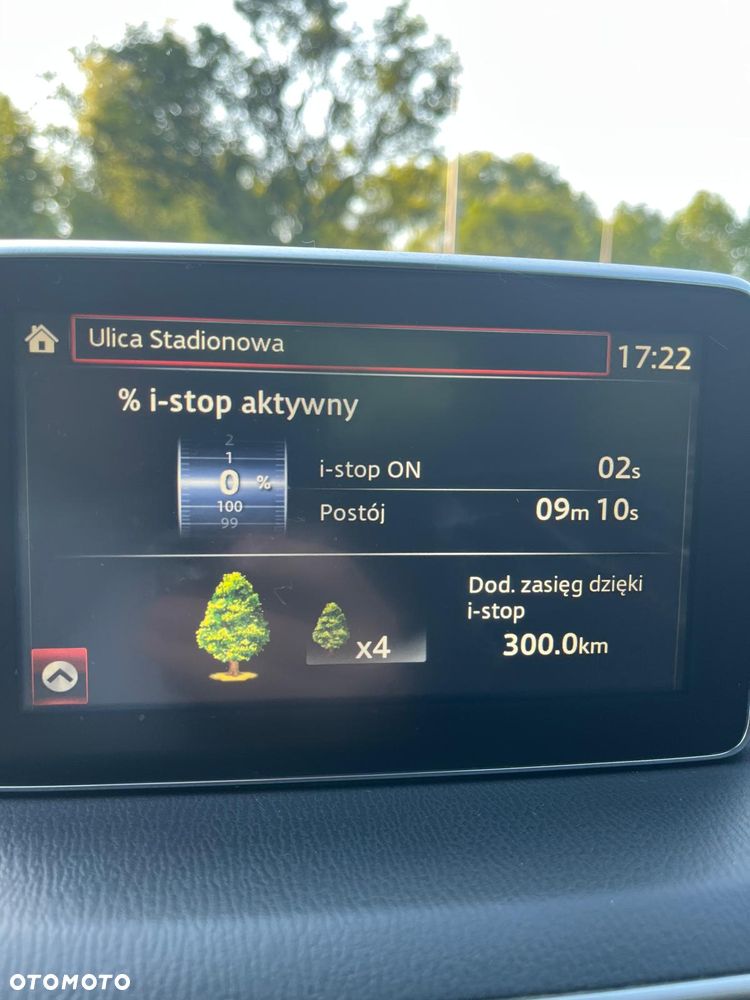 Ulica Stadionowa
17:22
% i-stop aktywny
2
1
0 %
100
99
i-stop ON 02s
Postój 09m 10s
x4
Dod. zasięg dzięki
i-stop
300.0km
OTOMOTO